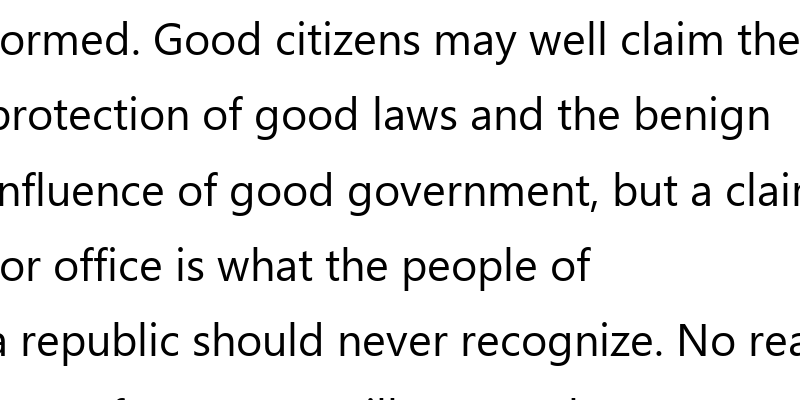 ormed. Good citizens may well claim the
protection of good laws and the benign
nfluence of good government, but a clai
or office is what the people of
a republic should never recognize. No rea